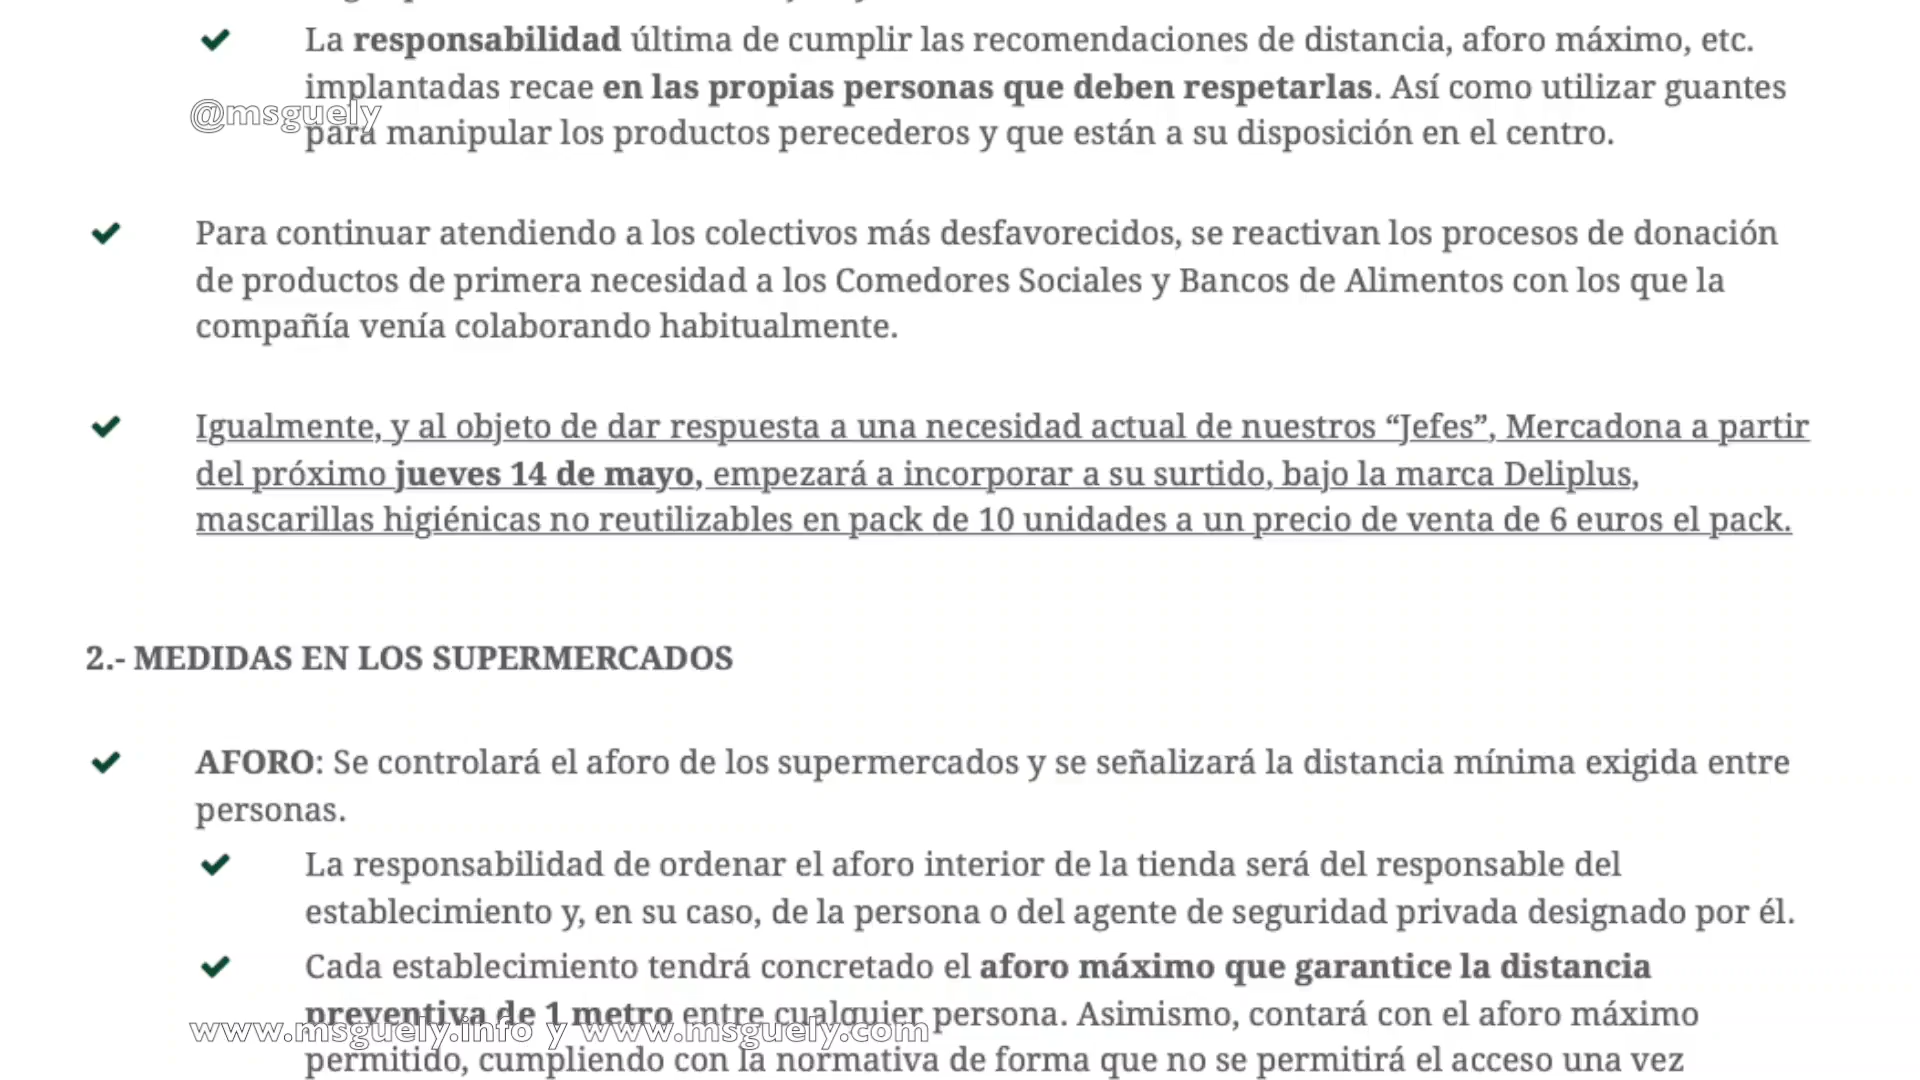 La responsabilidad última de cumplir las recomendaciones de distancia, aforo máximo, etc.
implantadas recae en las propias personas que deben respetarlas. Así como utilizar guantes
@msguely
para manipular los productos perecederos y que están a su disposición en el centro.
Para continuar atendiendo a los colectivos más desfavorecidos, se reactivan los procesos de donación
de productos de primera necesidad a los Comedores Sociales y Bancos de Alimentos con los que la
compañía venía colaborando habitualmente.
Igualmente, y al objeto de dar respuesta a una necesidad actual de nuestros “Jefes”, Mercadona a partir
del próximo jueves 14 de mayo, empezará a incorporar a su surtido, bajo la marca Deliplus,
mascarillas higiénicas no reutilizables en pack de 10 unidades a un precio de venta de 6 euros el pack.
2.- MEDIDAS EN LOS SUPERMERCADOS
AFORO: Se controlará el aforo de los supermercados y se señalizará la distancia mínima exigida entre
personas.
La responsabilidad de ordenar el aforo interior de la tienda será del responsable del
establecimiento y, en su caso, de la persona o del agente de seguridad privada designado por él.
Cada establecimiento tendrá concretado el aforo máximo que garantice la distancia
preventiva de 1 metro entre cualquier persona. Asimismo, contará con el aforo máximo
www.msguely.info y www.msguely.com
permitido, cumpliendo con la normativa de forma que no se permitirá el acceso una vez